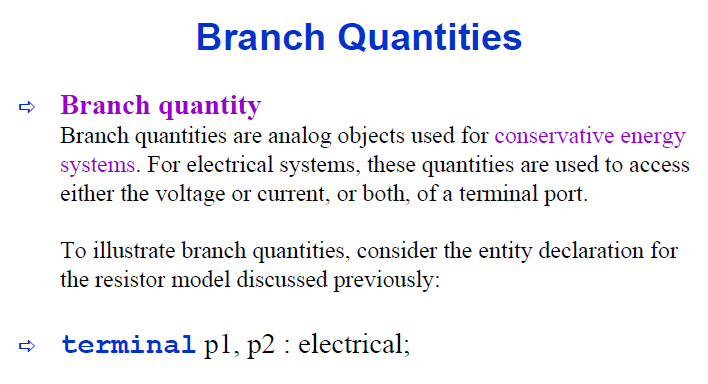 Branch Quantities
⇨ Branch quantity
Branch quantities are analog objects used for conservative energy
systems. For electrical systems, these quantities are used to access
either the voltage or current, or both, of a terminal port.
To illustrate branch quantities, consider the entity declaration for
the resistor model discussed previously:
⇨ terminal p1, p2 : electrical;